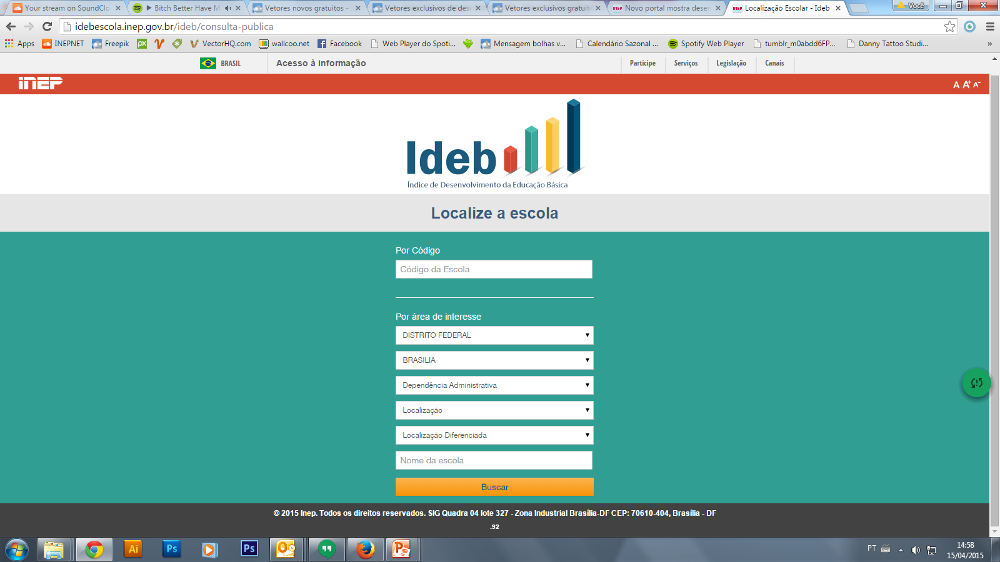 Your stream on SoundClo
Bitch Better Have M
Vetores novos gratuitos -
Vetores exclusivos de des
Vetores exclusivos gratuit
inep Novo portal mostra desem
inep Localização Escolar - Ideb
Você
idebescola.inep.gov.br/ideb/consulta-publica
Apps
INEPNET
Freepik
px
VectorHQ.com
wallcoo.net
Facebook
Web Player do Spoti...
Mensagem bolhas v...
Calendário Sazonal ...
Spotify Web Player
tumblr_m0abdd6FP...
Danny Tattoo Studi...
»
BRASIL
Acesso à informação
Participe
Serviços
Legislação
Canais
inep
A A+ A-
Ideb
Índice de Desenvolvimento da Educação Básica
Localize a escola
Por Código
Código da Escola
Por área de interesse
DISTRITO FEDERAL
BRASILIA
Dependência Administrativa
Localização
Localização Diferenciada
Nome da escola
Buscar
© 2015 Inep. Todos os direitos reservados. SIG Quadra 04 lote 327 - Zona Industrial Brasília-DF CEP: 70610-404, Brasília - DF
.92
Ai
Ps
Ps
PT
14:58
15/04/2015